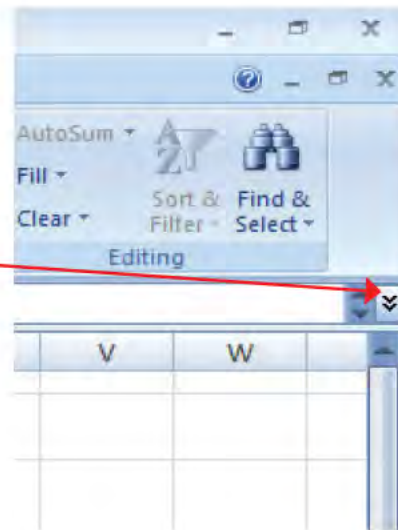 AutoSum
Fill
Clear
Sort &
Filter
Find &
Select
Editing
V W